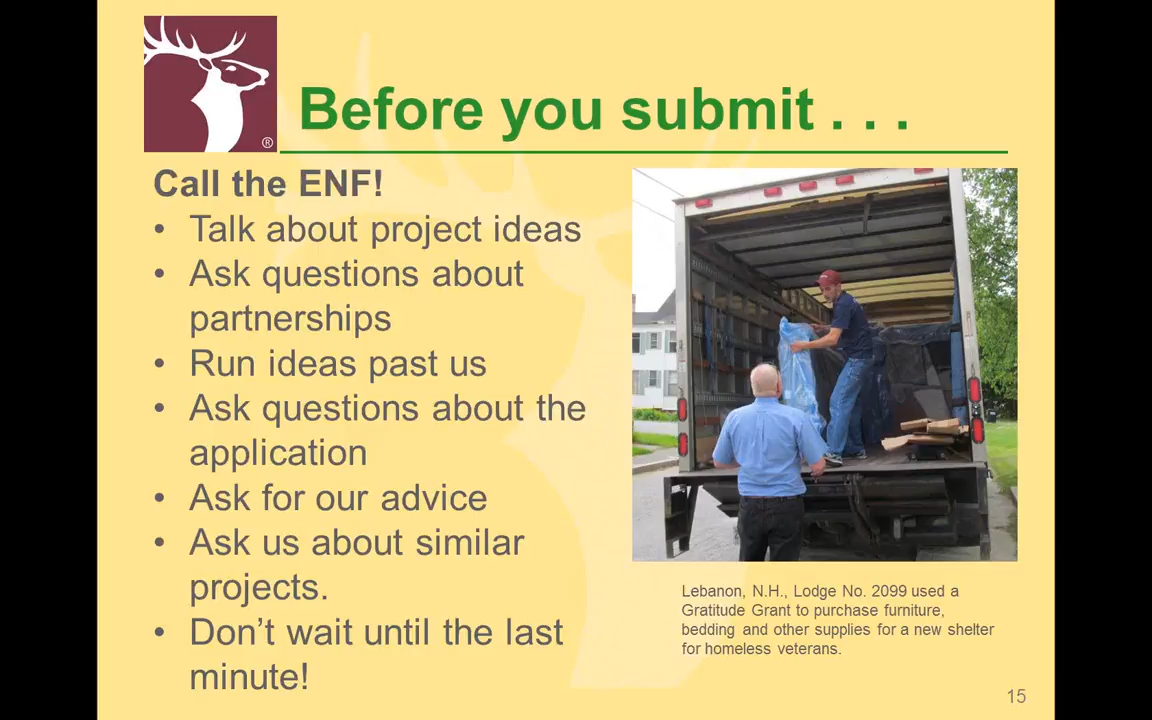 ®
Before you submit . . .
Call the ENF!
• Talk about project ideas
• Ask questions about
partnerships
• Run ideas past us
• Ask questions about the
application
• Ask for our advice
• Ask us about similar
projects.
• Don’t wait until the last
minute!
Lebanon, N.H., Lodge No. 2099 used a
Gratitude Grant to purchase furniture,
bedding and other supplies for a new shelter
for homeless veterans.
15